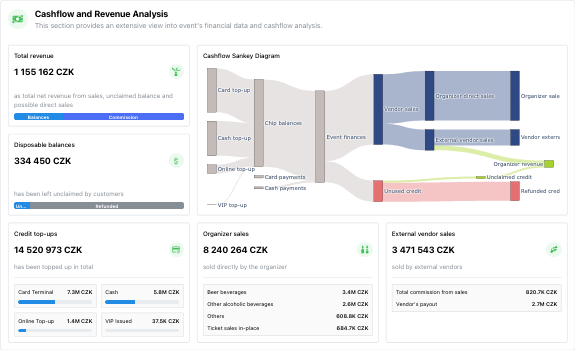 Cashflow and Revenue Analysis
This section provides an extensive view into event's financial data and cashflow analysis.
Total revenue
1 155 162 CZK
as total net revenue from sales, unclaimed balance and
possible direct sales
Balances
Commission
Disposable balances
334 450 CZK
has been left unclaimed by customers
Un...
Refunded
Cashflow Sankey Diagram
Card top-up
Cash top-up
Online top-up
VIP top-up
Chip balances
Card payments
Cash payments
Event finances
Vendor sales
Unused credit
Organizer direct sales
External vendor sales
Unclaimed credit
Organizer sale
Vendor extern
Organizer revenue
Refunded cred
Credit top-ups
14 520 973 CZK
has been topped up in total
Card Terminal 7.3M CZK
Cash 5.8M CZK
Online Top-up 1.4M CZK
VIP Issued 37.5K CZK
Organizer sales
8 240 264 CZK
sold directly by the organizer
Beer beverages 3.4M CZK
Other alcoholic beverages 2.6M CZK
Others 608.8K CZK
Ticket sales in-place 684.7K CZK
External vendor sales
3 471 543 CZK
sold by external vendors
Total commission from sales 820.7K CZK
Vendor's payout 2.7M CZK